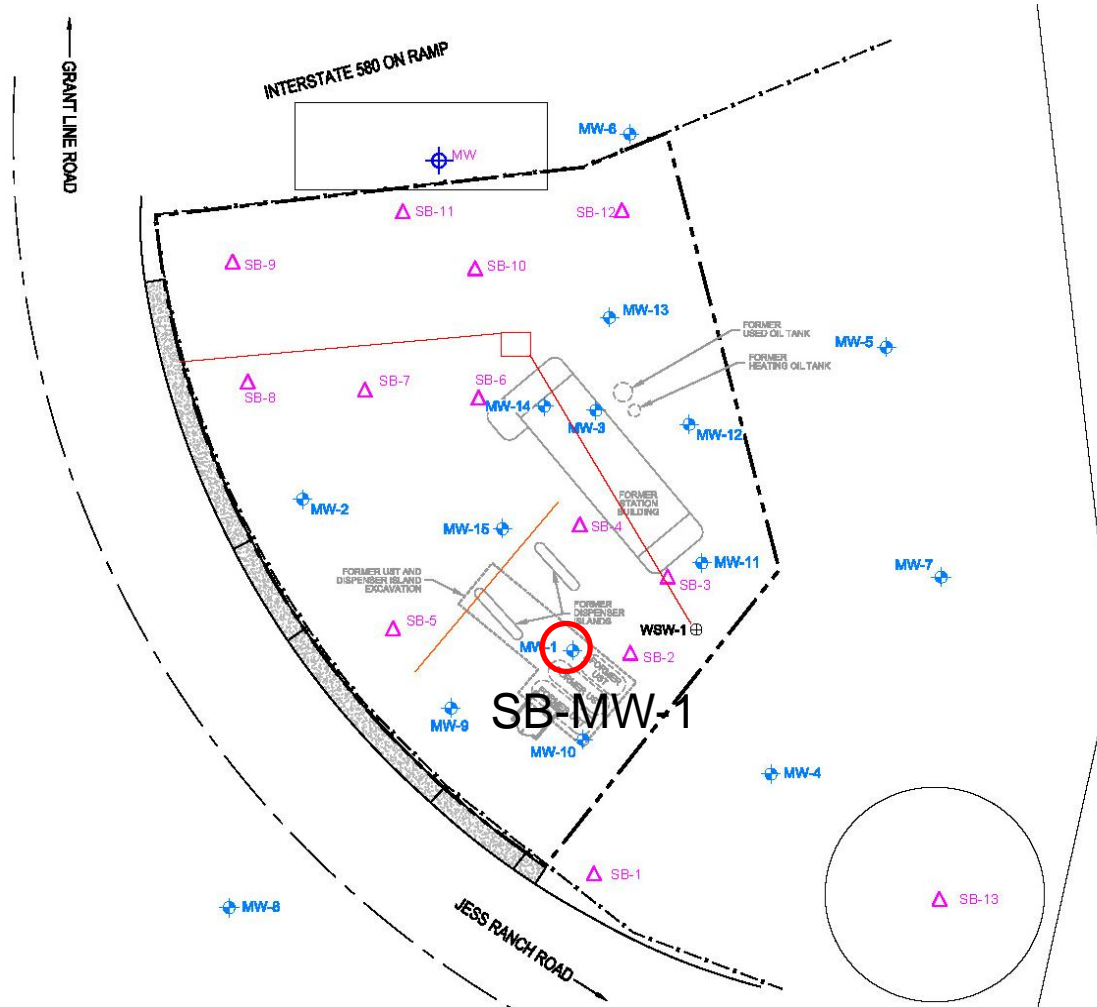 INTERSTATE 580 ON RAMP
GRANT LINE ROAD
MW-6
MW
SB-11
SB-12
SB-9
SB-10
MW-13
FORMER
USED OIL TANK
MW-5
FORMER
HEATING OIL TANK
SB-8
SB-7
SB-6
MW-14
MW-3
MW-12
MW-2
FORMER
STATION
BUILDING
MW-15
SB-4
MW-11
MW-7
FORMER UST AND
DISPENSER ISLAND
EXCAVATION
SB-3
FORMER
DISPENSER
ISLANDS
SB-5
WSW-1
MW-1
SB-2
FORMER
UST
FORMER UST
SB-MW-1
MW-9
MW-10
MW-4
SB-1
SB-13
MW-8
JESS RANCH ROAD